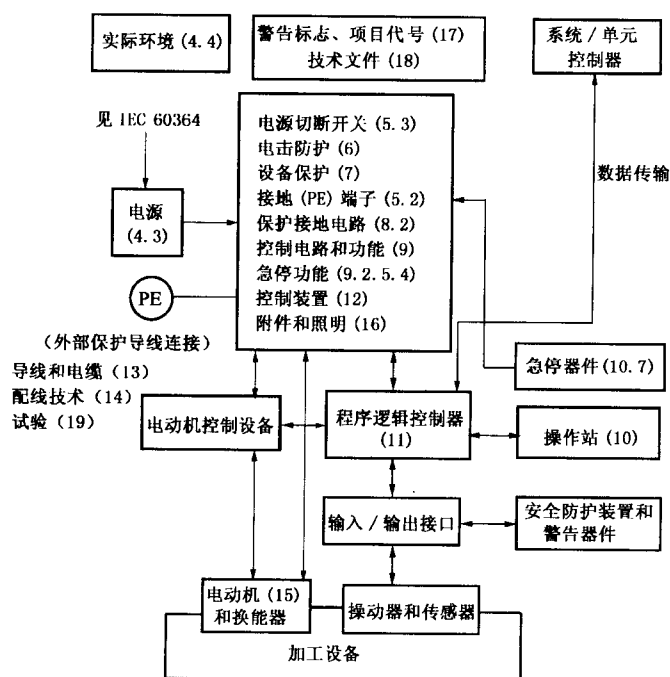 实际环境 (4.4)
警告标志、项目代号 (17)
技术文件 (18)
系统 / 单元
控制器
见 IEC 60364
电源切断开关 (5.3)
电击防护 (6)
设备保护 (7)
接地 (PE) 端子 (5.2)
保护接地电路 (8.2)
控制电路和功能 (9)
急停功能 (9.2.5.4)
控制装置 (12)
附件和照明 (16)
数据传输
电源
(4.3)
PE
(外部保护导线连接)
导线和电缆 (13)
配线技术 (14)
试验 (19)
急停器件 (10.7)
电动机控制设备
程序逻辑控制器
(11)
操作站 (10)
输入 / 输出接口
安全防护装置和
警告器件
电动机 (15)
和换能器
操动器和传感器
加工设备